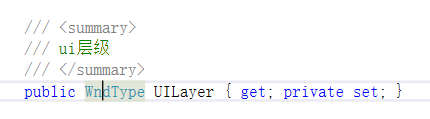 /// <summary>
/// ui层级
/// </summary>
public WndType UILayer { get; private set; }